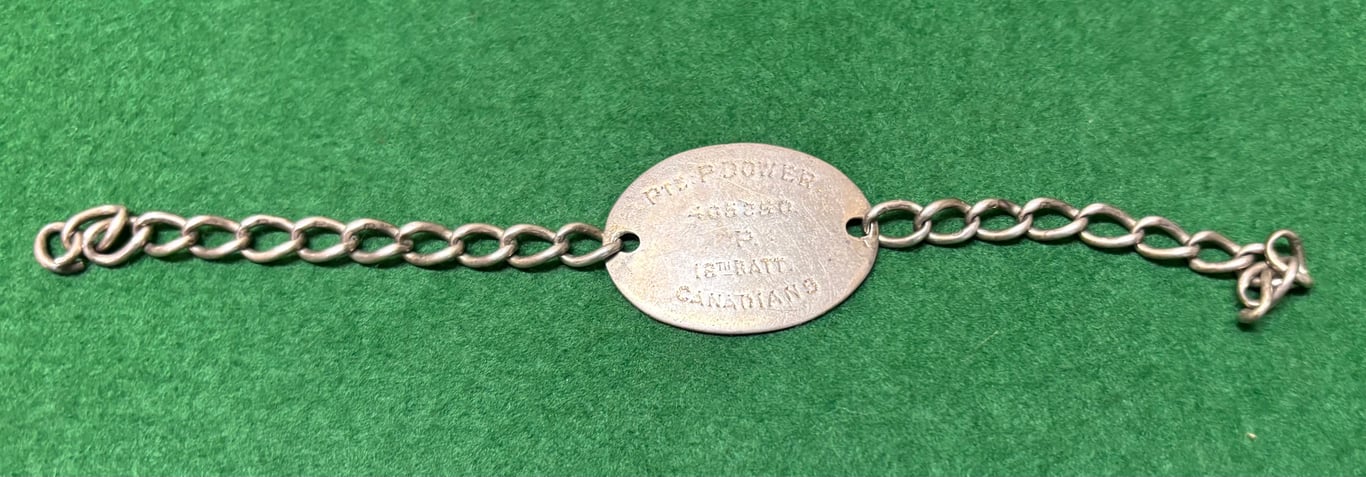 PTE. P. DOWER
P
18TH BATT.
CANADIANS